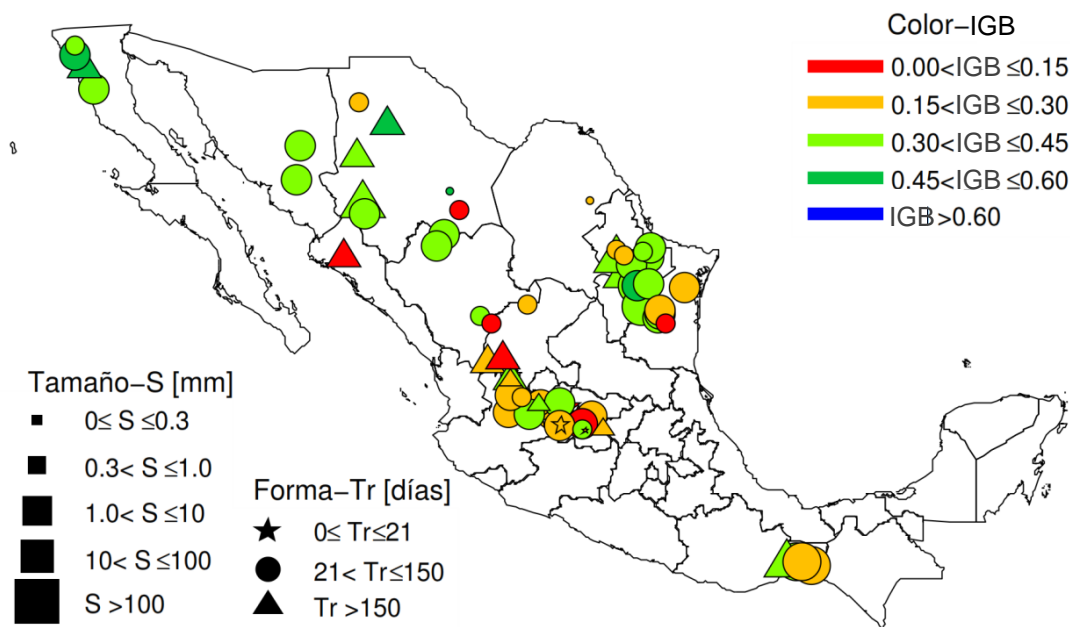 Color−IGB
0.00<IGB ≤0.15
0.15<IGB ≤0.30
0.30<IGB ≤0.45
0.45<IGB ≤0.60
IGB >0.60
Tamaño−S [mm]
0≤ S ≤0.3
0.3< S ≤1.0
1.0< S ≤10
10< S ≤100
S >100
Forma−Tr [días]
0≤ Tr≤21
21< Tr≤150
Tr >150